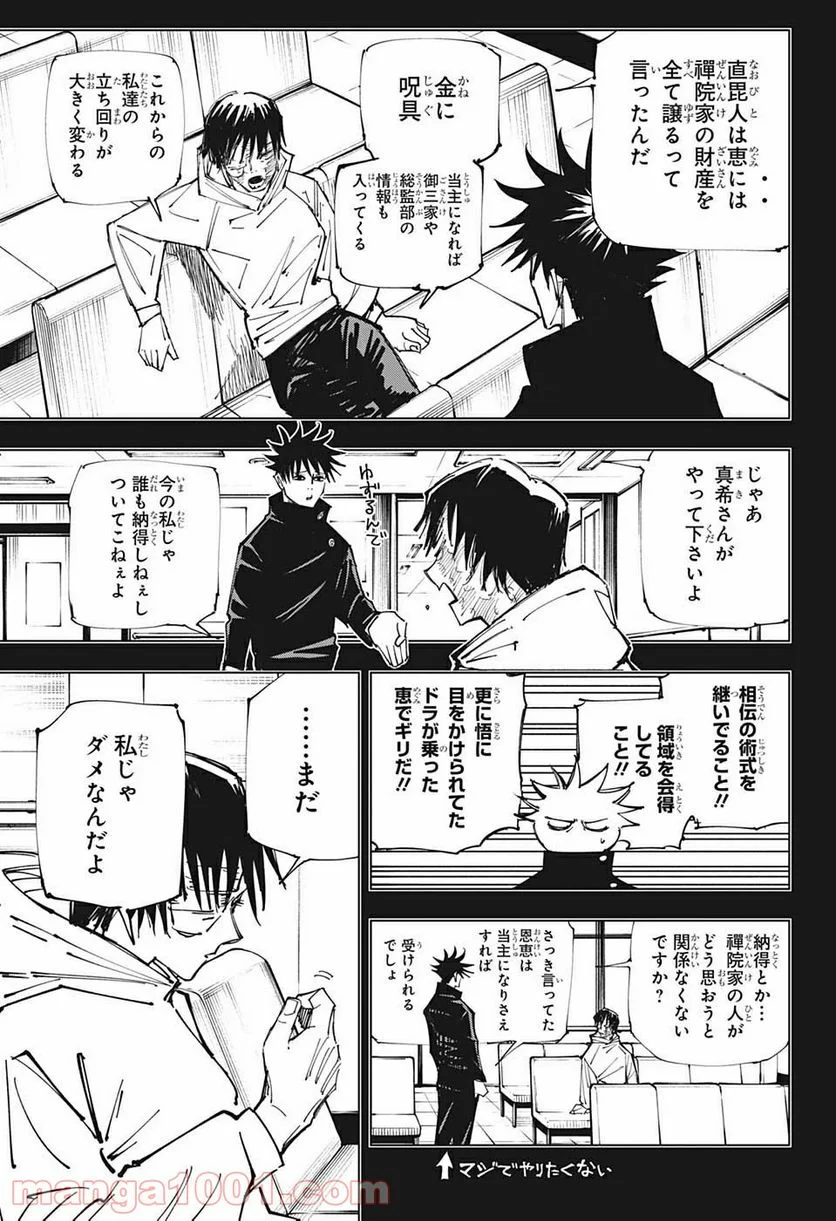 直毘人は恵には
禪院家の財産を
全て譲るって
言ったんだ
金に
呪具
当主になれば
御三家や
総監部の
情報も
入ってくる
これからの
私達の
立ち回りが
大きく変わる
じゃあ
真希さんが
やって下さいよ
ゆずるんで
今の私じゃ
誰も納得しねぇし
ついてこねぇよ
相伝の術式を
継いでること!!
領域を会得
してる
こと!!
更に悟に
目をかけられてた
ドラが乗った
恵でギリだ!!
納得とか…
禪院家の人が
どう思おうと
関係なくない
ですか?
さっき言ってた
恩恵は
当主になりさえ
すれば
受けられる
でしょ
↑マジでやりたくない
……まだ
私じゃ
ダメなんだよ
manga1001.com